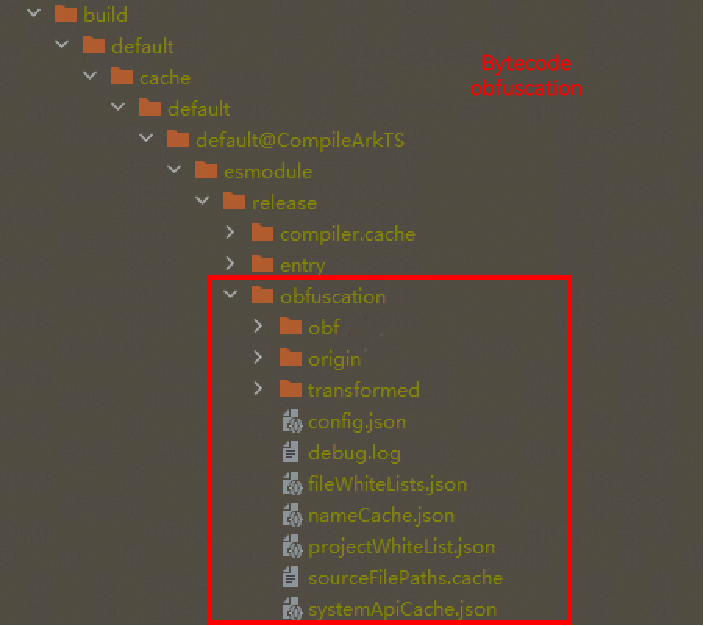 build
default
cache
default
default@CompileArkTS
esmodule
release
compiler.cache
entry
obfuscation
obf
origin
transformed
config.json
debug.log
fileWhiteLists.json
nameCache.json
projectWhiteList.json
sourceFilePaths.cache
systemApiCache.json
Bytecode
obfuscation